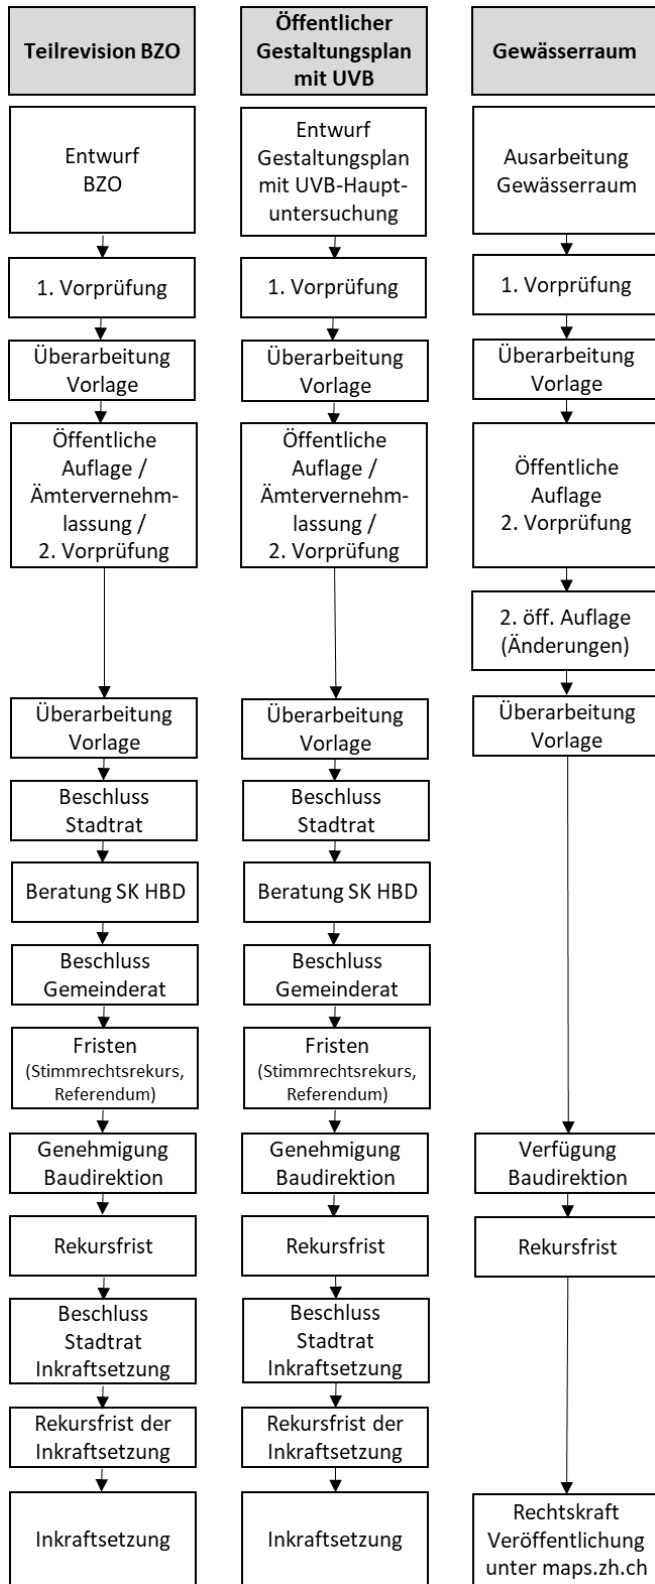 Teilrevision BZO
Entwurf
BZO
1. Vorprüfung
Überarbeitung
Vorlage
Öffentliche
Auflage /
Ämtervernehm-
lassung /
2. Vorprüfung
Überarbeitung
Vorlage
Beschluss
Stadtrat
Beratung SK HBD
Beschluss
Gemeinderat
Fristen
(Stimmrechtsrekurs,
Referendum)
Genehmigung
Baudirektion
Rekursfrist
Beschluss
Stadtrat
Inkraftsetzung
Rekursfrist der
Inkraftsetzung
Inkraftsetzung
Öffentlicher
Gestaltungsplan
mit UVB
Entwurf
Gestaltungsplan
mit UVB-Haupt-
untersuchung
1. Vorprüfung
Überarbeitung
Vorlage
Öffentliche
Auflage /
Ämtervernehm-
lassung /
2. Vorprüfung
Überarbeitung
Vorlage
Beschluss
Stadtrat
Beratung SK HBD
Beschluss
Gemeinderat
Fristen
(Stimmrechtsrekurs,
Referendum)
Genehmigung
Baudirektion
Rekursfrist
Beschluss
Stadtrat
Inkraftsetzung
Rekursfrist der
Inkraftsetzung
Inkraftsetzung
Gewässerraum
Ausarbeitung
Gewässerraum
1. Vorprüfung
Überarbeitung
Vorlage
Öffentliche
Auflage
2. Vorprüfung
2. öff. Auflage
(Änderungen)
Überarbeitung
Vorlage
Verfügung
Baudirektion
Rekursfrist
Rechtskraft
Veröffentlichung
unter maps.zh.ch